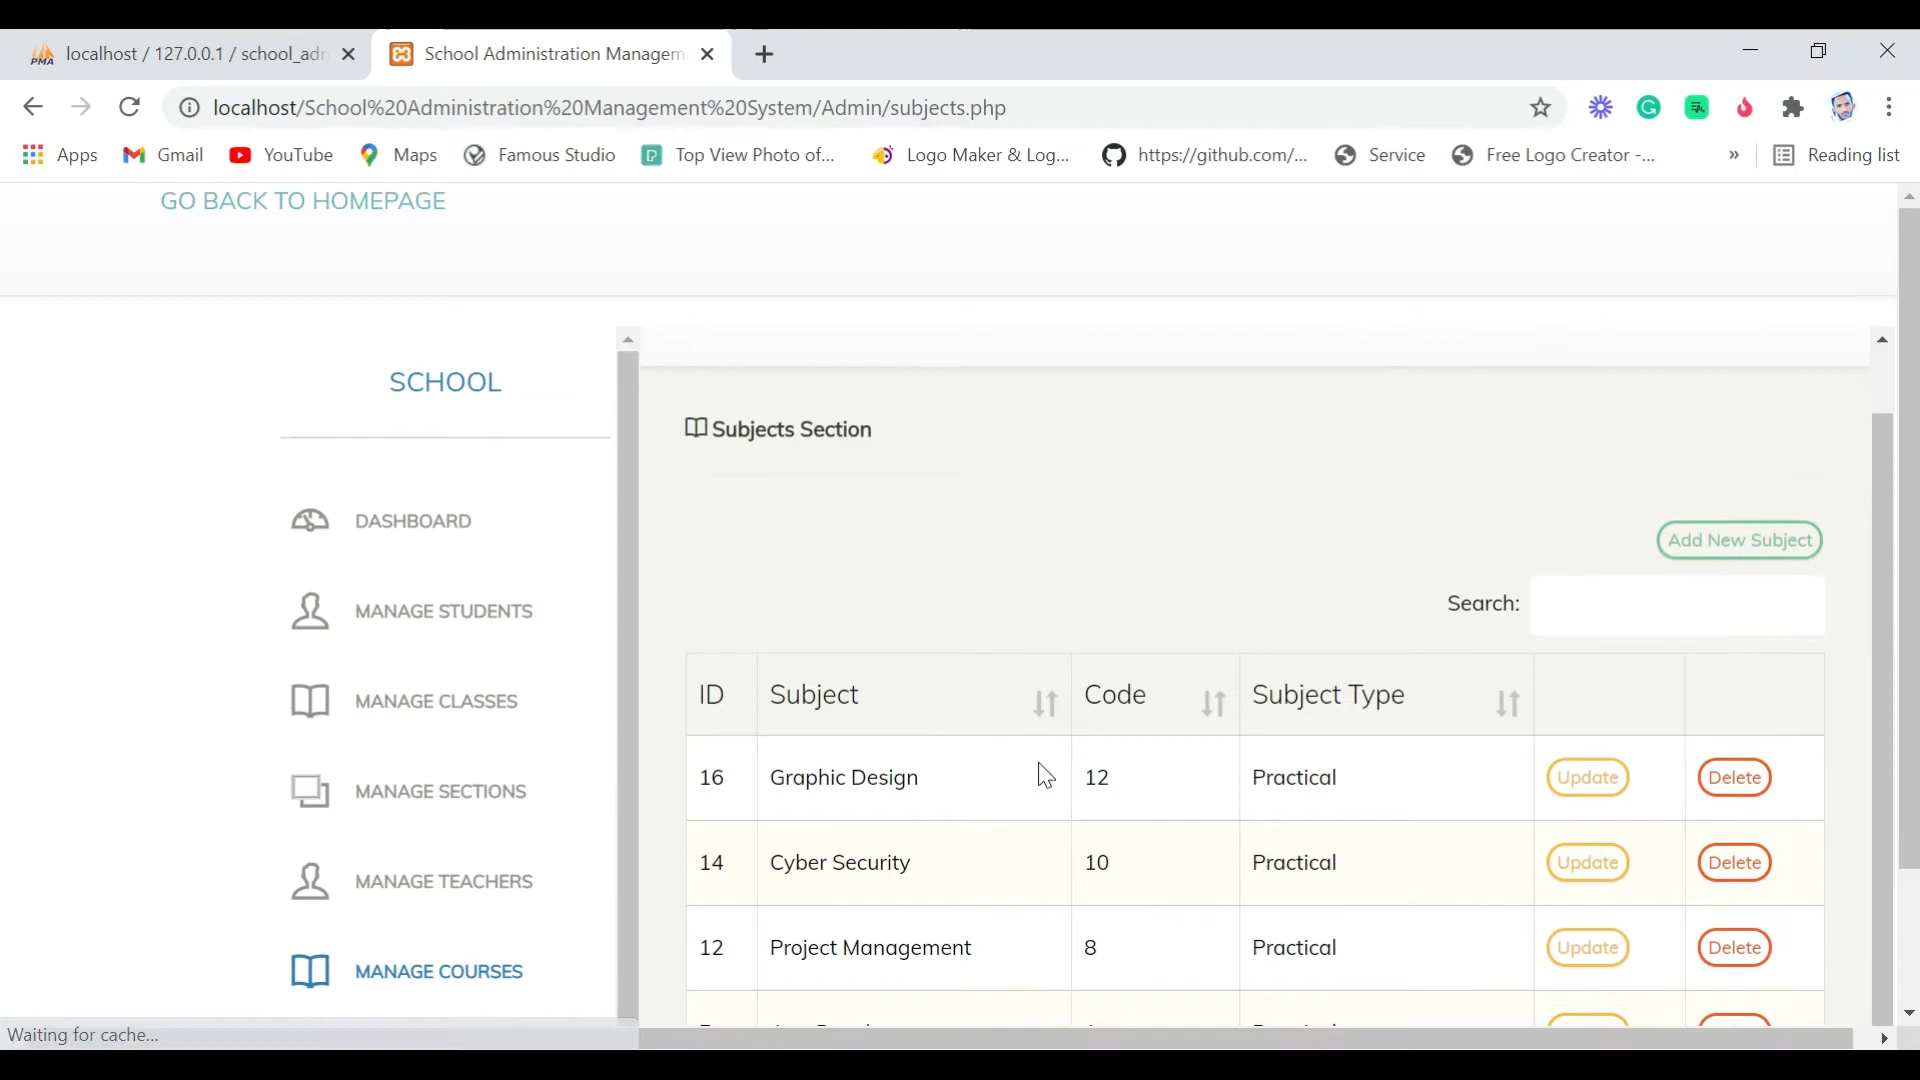 PMA localhost / 127.0.0.1 / school_adm
School Administration Managem
localhost/School%20Administration%20Management%20System/Admin/subjects.php
Apps Gmail YouTube Maps Famous Studio Top View Photo of... Logo Maker & Log... https://github.com/... Service Free Logo Creator -... » Reading list
GO BACK TO HOMEPAGE
SCHOOL
DASHBOARD
MANAGE STUDENTS
MANAGE CLASSES
MANAGE SECTIONS
MANAGE TEACHERS
MANAGE COURSES
Subjects Section
Add New Subject
Search:
ID Subject Code Subject Type
16 Graphic Design 12 Practical Update Delete
14 Cyber Security 10 Practical Update Delete
12 Project Management 8 Practical Update Delete
Waiting for cache...